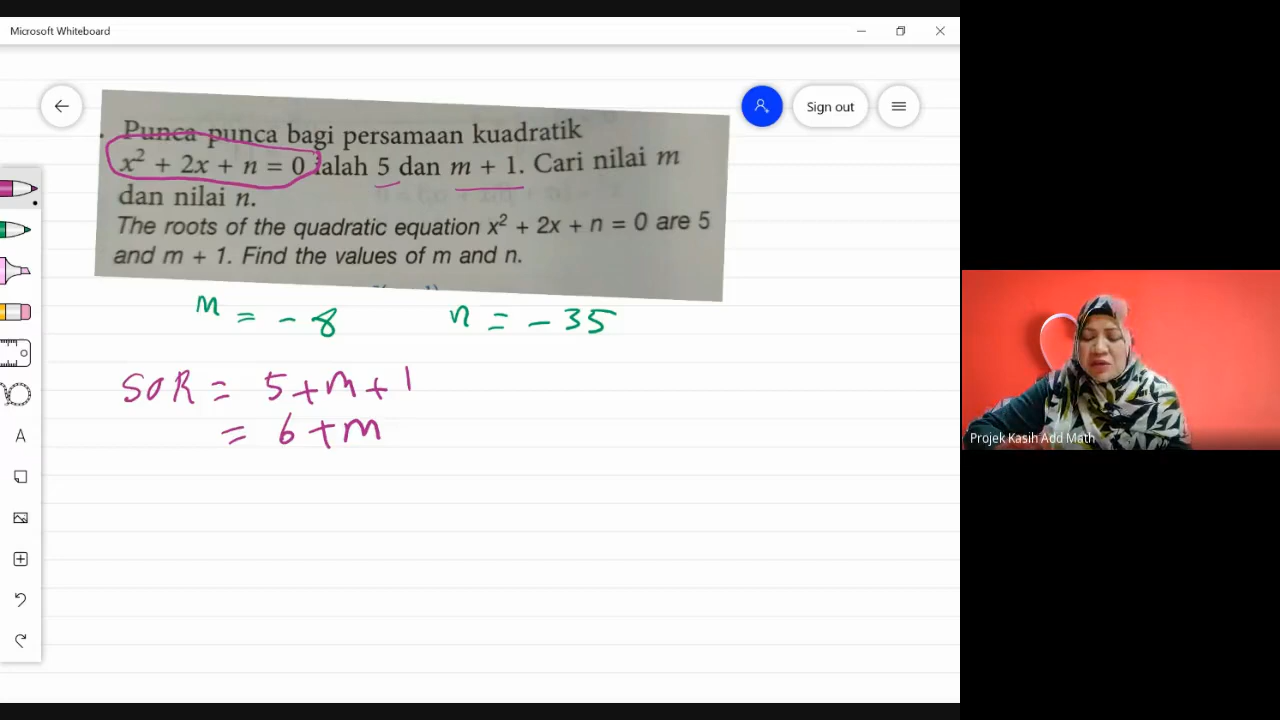 Microsoft Whiteboard
Sign out
Punca punca bagi persamaan kuadratik
x² + 2x + n = 0 ialah 5 dan m + 1. Cari nilai m
dan nilai n.
The roots of the quadratic equation x² + 2x + n = 0 are 5
and m + 1. Find the values of m and n.
m = - 8 n = - 35
SOR = 5 + m + 1
= 6 + m
A
Projek Kasih Add Math